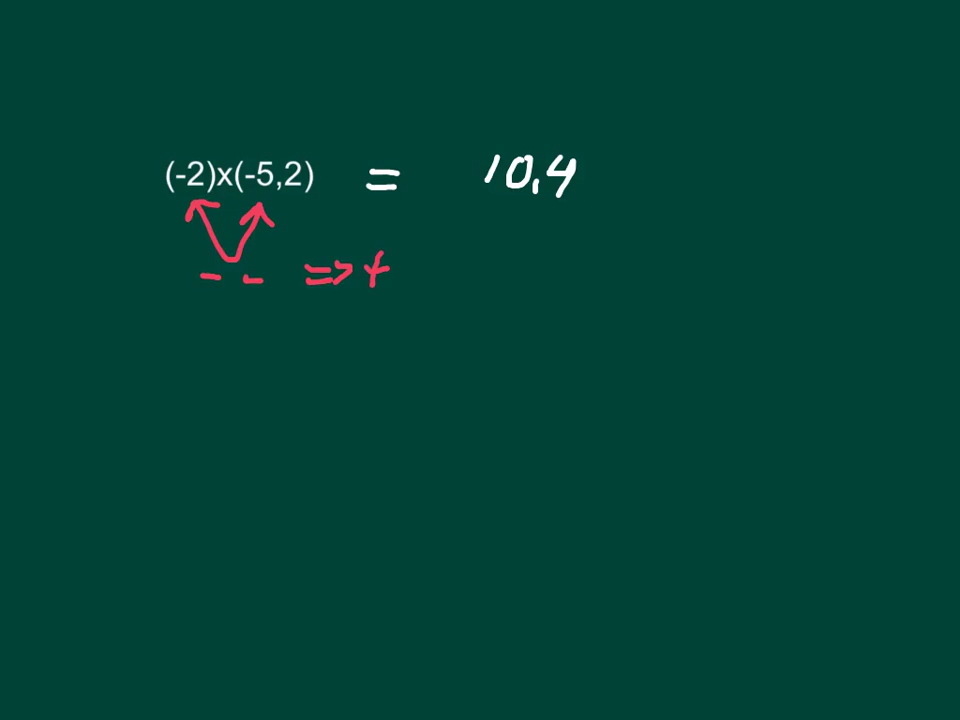 (-2)x(-5,2) = 10,4
- - => +